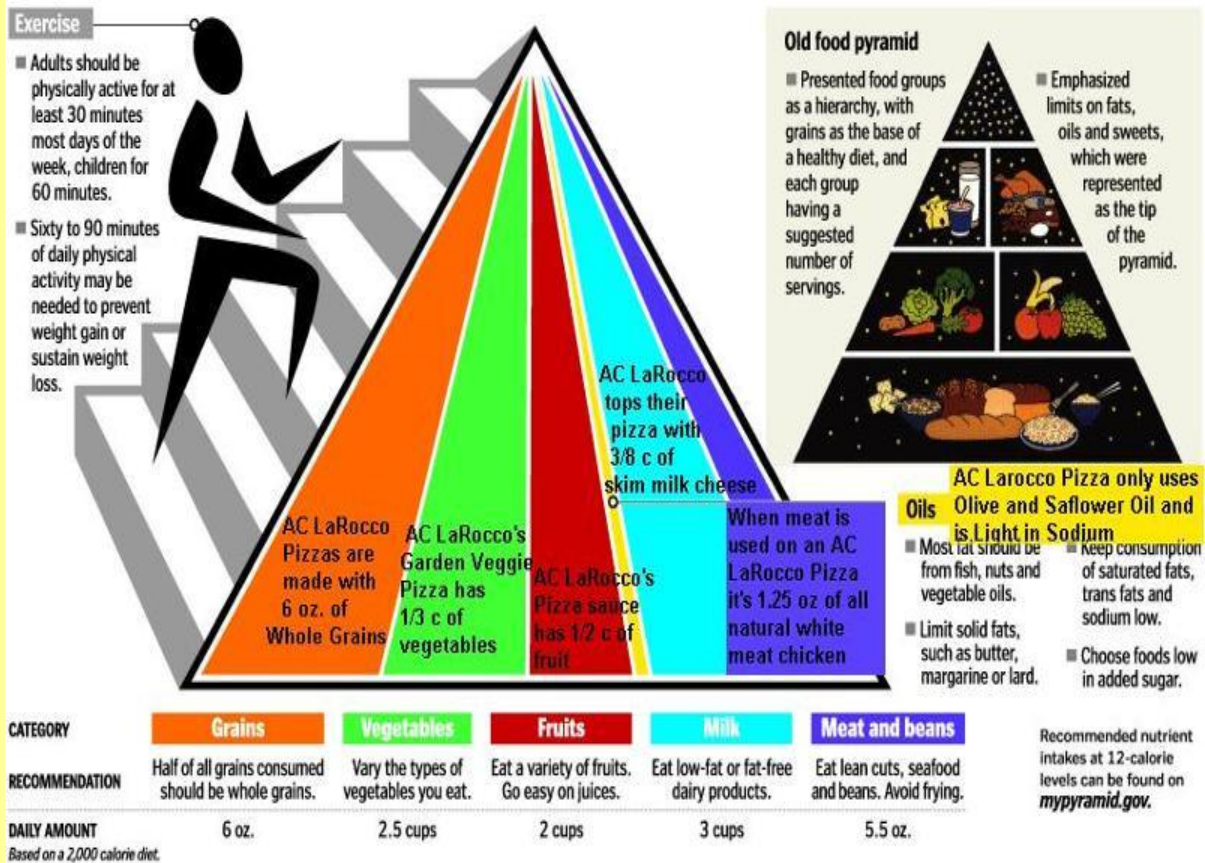 Exercise
■ Adults should be
physically active for at
least 30 minutes
most days of the
week, children for
60 minutes.
■ Sixty to 90 minutes
of daily physical
activity may be
needed to prevent
weight gain or
sustain weight
loss.
Old food pyramid
■ Presented food groups
as a hierarchy, with
grains as the base of
a healthy diet, and
each group
having a
suggested
number of
servings.
■ Emphasized
limits on fats,
oils and sweets,
which were
represented
as the tip
of the
pyramid.
AC LaRocco
Pizzas are
made with
6 oz. of
Whole Grains
AC LaRocco's
Garden Veggie
Pizza has
1/3 c of
vegetables
AC LaRocco's
Pizza sauce
has 1/2 c of
fruit
AC LaRocco
tops their
pizza with
3/8 c of
skim milk cheese
When meat is
used on an AC
LaRocco Pizza
it's 1.25 oz of all
natural white
meat chicken
Oils
AC Larocco Pizza only uses
Olive and Saflower Oil and
is Light in Sodium
■ Most fat should be
from fish, nuts and
vegetable oils.
■ Limit solid fats,
such as butter,
margarine or lard.
■ Keep consumption
of saturated fats,
trans fats and
sodium low.
■ Choose foods low
in added sugar.
CATEGORY Grains Vegetables Fruits Milk Meat and beans
RECOMMENDATION
Half of all grains consumed
should be whole grains.
Vary the types of
vegetables you eat.
Eat a variety of fruits.
Go easy on juices.
Eat low-fat or fat-free
dairy products.
Eat lean cuts, seafood
and beans. Avoid frying.
DAILY AMOUNT 6 oz. 2.5 cups 2 cups 3 cups 5.5 oz.
Based on a 2,000 calorie diet.
Recommended nutrient
intakes at 12-calorie
levels can be found on
mypyramid.gov.